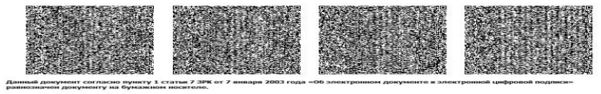 Данный документ согласно пункту 1 статьи 7 ЗРК от 7 января 2003 года «Об электронном документе и электронной цифровой подписи»
равнозначен документу на бумажном носителе.